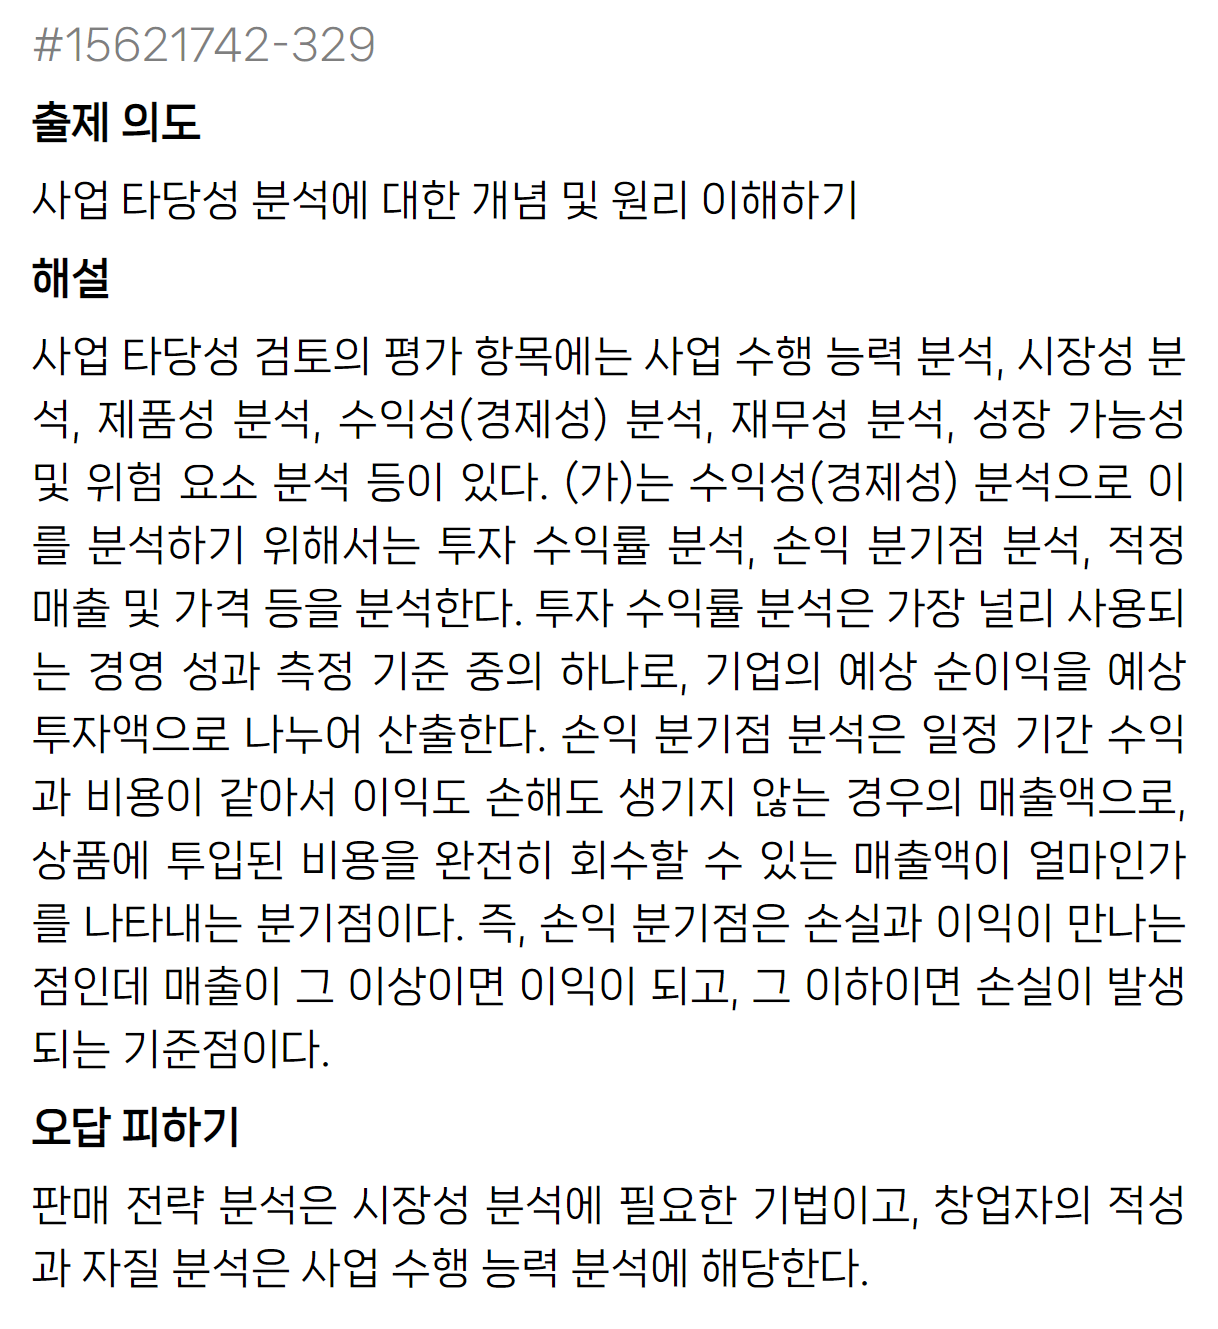 #15621742-329
출제 의도
사업 타당성 분석에 대한 개념 및 원리 이해하기
해설
사업 타당성 검토의 평가 항목에는 사업 수행 능력 분석, 시장성 분
석, 제품성 분석, 수익성(경제성) 분석, 재무성 분석, 성장 가능성
및 위험 요소 분석 등이 있다. (가)는 수익성(경제성) 분석으로 이
를 분석하기 위해서는 투자 수익률 분석, 손익 분기점 분석, 적정
매출 및 가격 등을 분석한다. 투자 수익률 분석은 가장 널리 사용되
는 경영 성과 측정 기준 중의 하나로, 기업의 예상 순이익을 예상
투자액으로 나누어 산출한다. 손익 분기점 분석은 일정 기간 수익
과 비용이 같아서 이익도 손해도 생기지 않는 경우의 매출액으로,
상품에 투입된 비용을 완전히 회수할 수 있는 매출액이 얼마인가
를 나타내는 분기점이다. 즉, 손익 분기점은 손실과 이익이 만나는
점인데 매출이 그 이상이면 이익이 되고, 그 이하이면 손실이 발생
되는 기준점이다.
오답 피하기
판매 전략 분석은 시장성 분석에 필요한 기법이고, 창업자의 적성
과 자질 분석은 사업 수행 능력 분석에 해당한다.